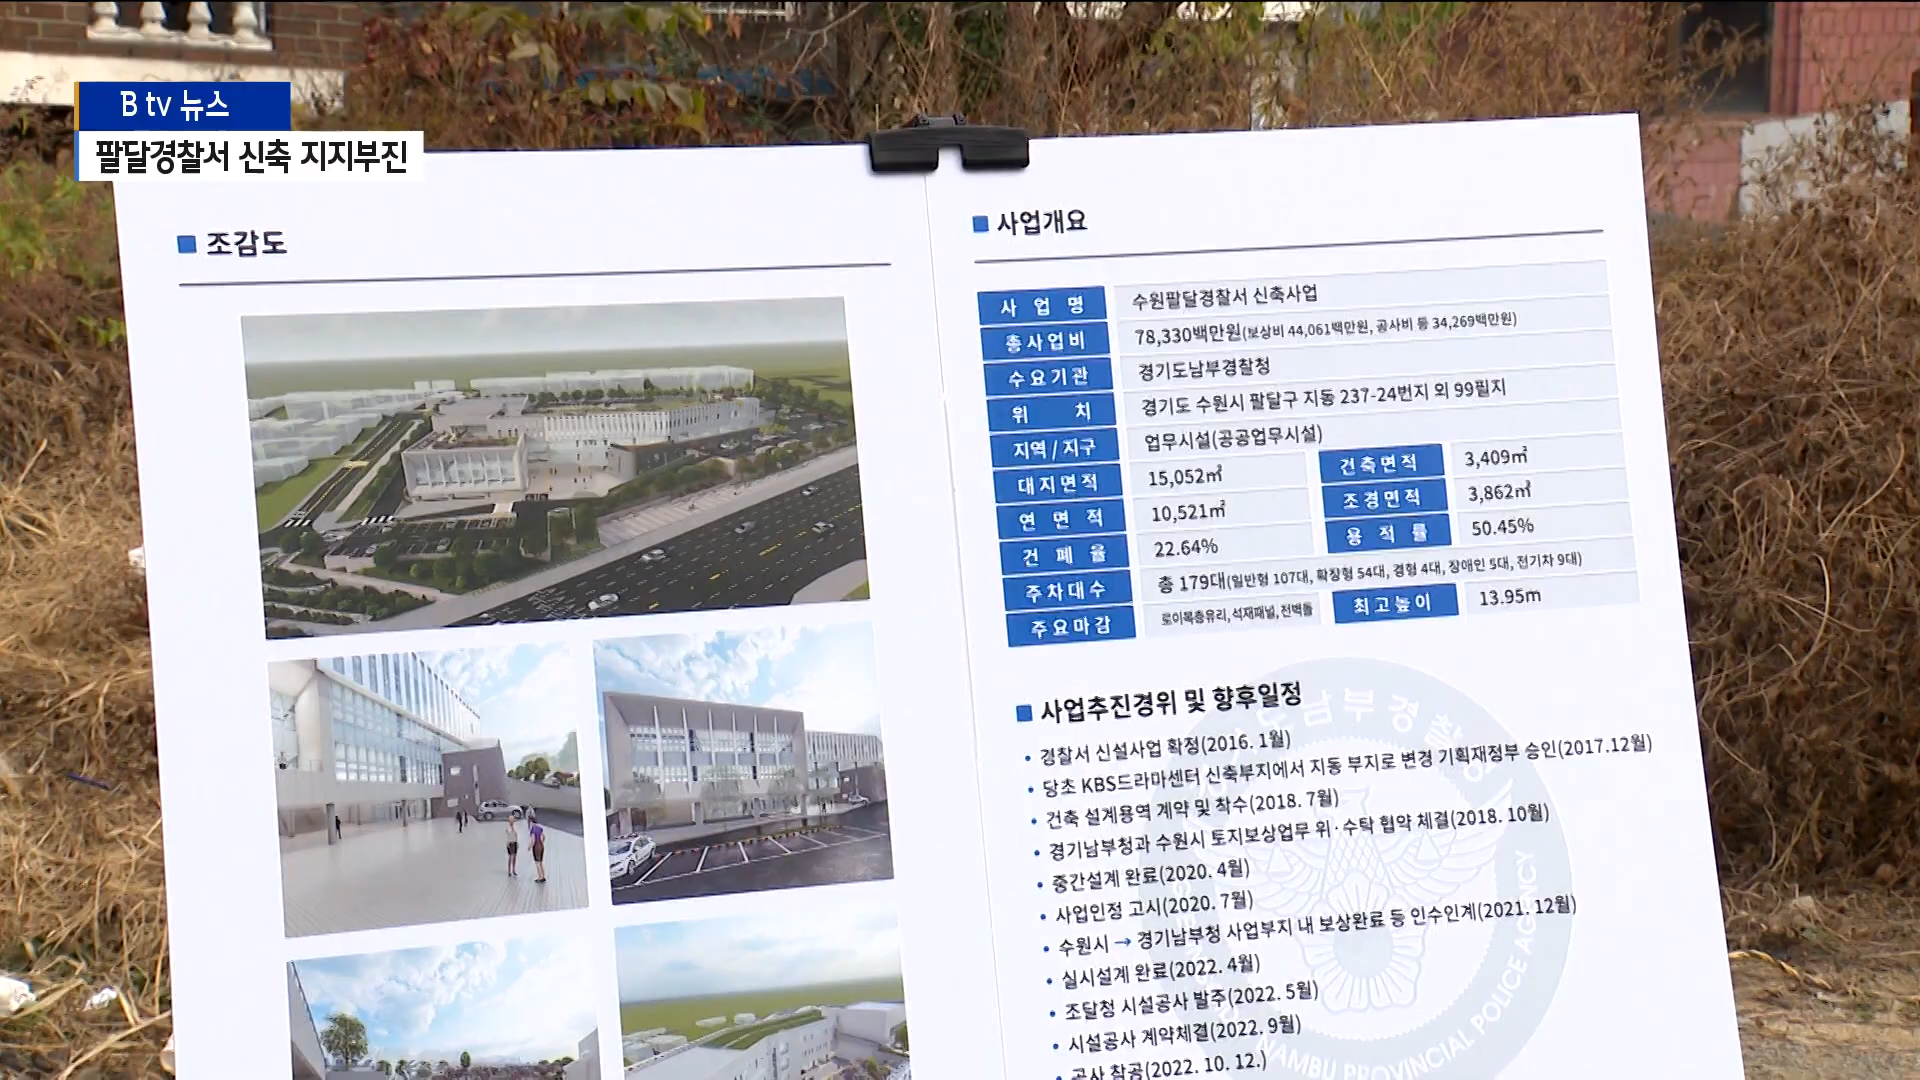 B tv 뉴스
팔달경찰서 신축 지지부진
조감도
사업개요
사 업 명 수원팔달경찰서 신축사업
총사업비 78,330백만원(보상비 44,061백만원, 공사비 등 34,269백만원)
수요기관 경기도남부경찰청
위 치 경기도 수원시 팔달구 지동 237-24번지 외 99필지
지역/지구 업무시설(공공업무시설)
대지면적 15,052㎡ 건축면적 3,409㎡
연 면 적 10,521㎡ 조경면적 3,862㎡
건 폐 율 22.64% 용 적 률 50.45%
주차대수 총 179대(일반형 107대, 확장형 54대, 경형 4대, 장애인 5대, 전기차 9대)
주요마감 로이복층유리, 석재패널, 전벽돌 최고높이 13.95m
사업추진경위 및 향후일정
• 경찰서 신설사업 확정(2016. 1월)
• 당초 KBS드라마센터 신축부지에서 지동 부지로 변경 기획재정부 승인(2017.12월)
• 건축 설계용역 계약 및 착수(2018. 7월)
• 경기남부청과 수원시 토지보상업무 위·수탁 협약 체결(2018. 10월)
• 중간설계 완료(2020. 4월)
• 사업인정 고시(2020. 7월)
• 수원시 → 경기남부청 사업부지 내 보상완료 등 인수인계(2021. 12월)
• 실시설계 완료(2022. 4월)
• 조달청 시설공사 발주(2022. 5월)
• 시설공사 계약체결(2022. 9월)
• 공사 착공(2022. 10. 12.)
남부경찰청
NAMBU PROVINCIAL POLICE AGENCY